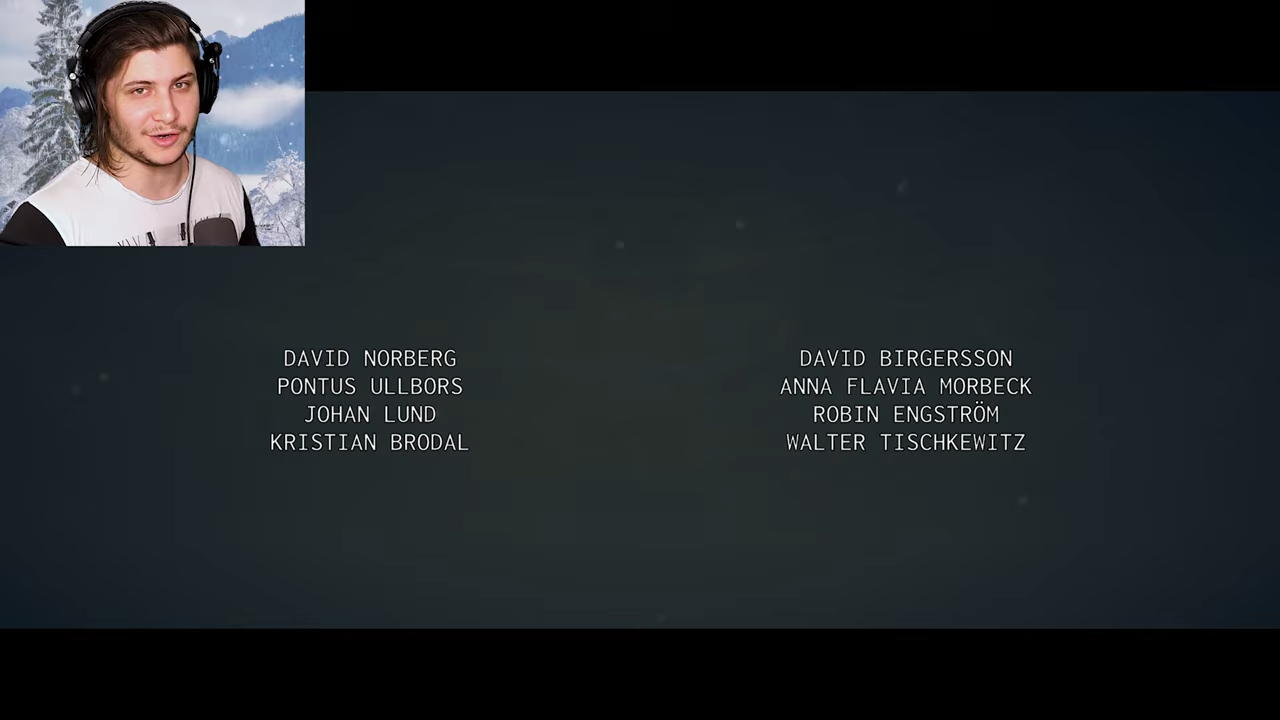 DAVID NORBERG
PONTUS ULLBORS
JOHAN LUND
KRISTIAN BRODAL
DAVID BIRGERSSON
ANNA FLAVIA MORBECK
ROBIN ENGSTRÖM
WALTER TISCHKEWITZ